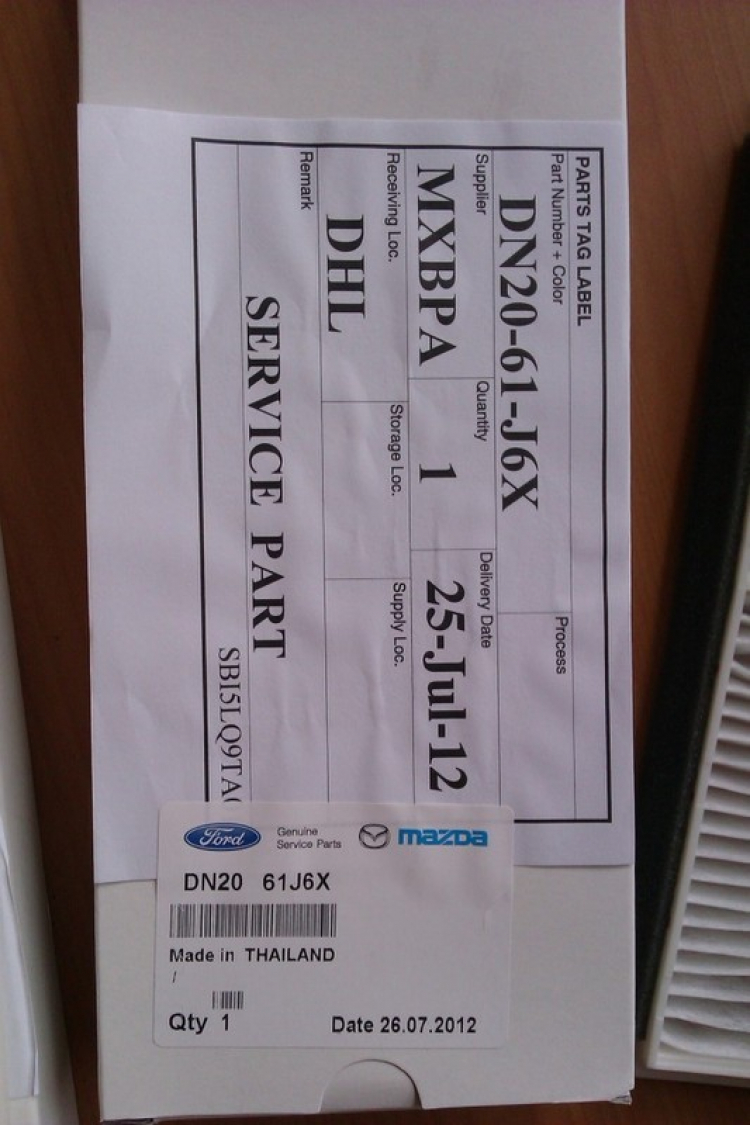 PARTS TAG LABEL
Part Number + Color
Process
DN20-61-J6X
Supplier
Quantity
Delivery Date
MXBPA
1
25-Jul-12
Receiving Loc.
Storage Loc.
Supply Loc.
DHL
Remark
SERVICE PART
SBI5LQ9TA
Ford
Genuine
Service Parts
mazda
DN20 61J6X
Made in THAILAND
/
Qty 1
Date 26.07.2012